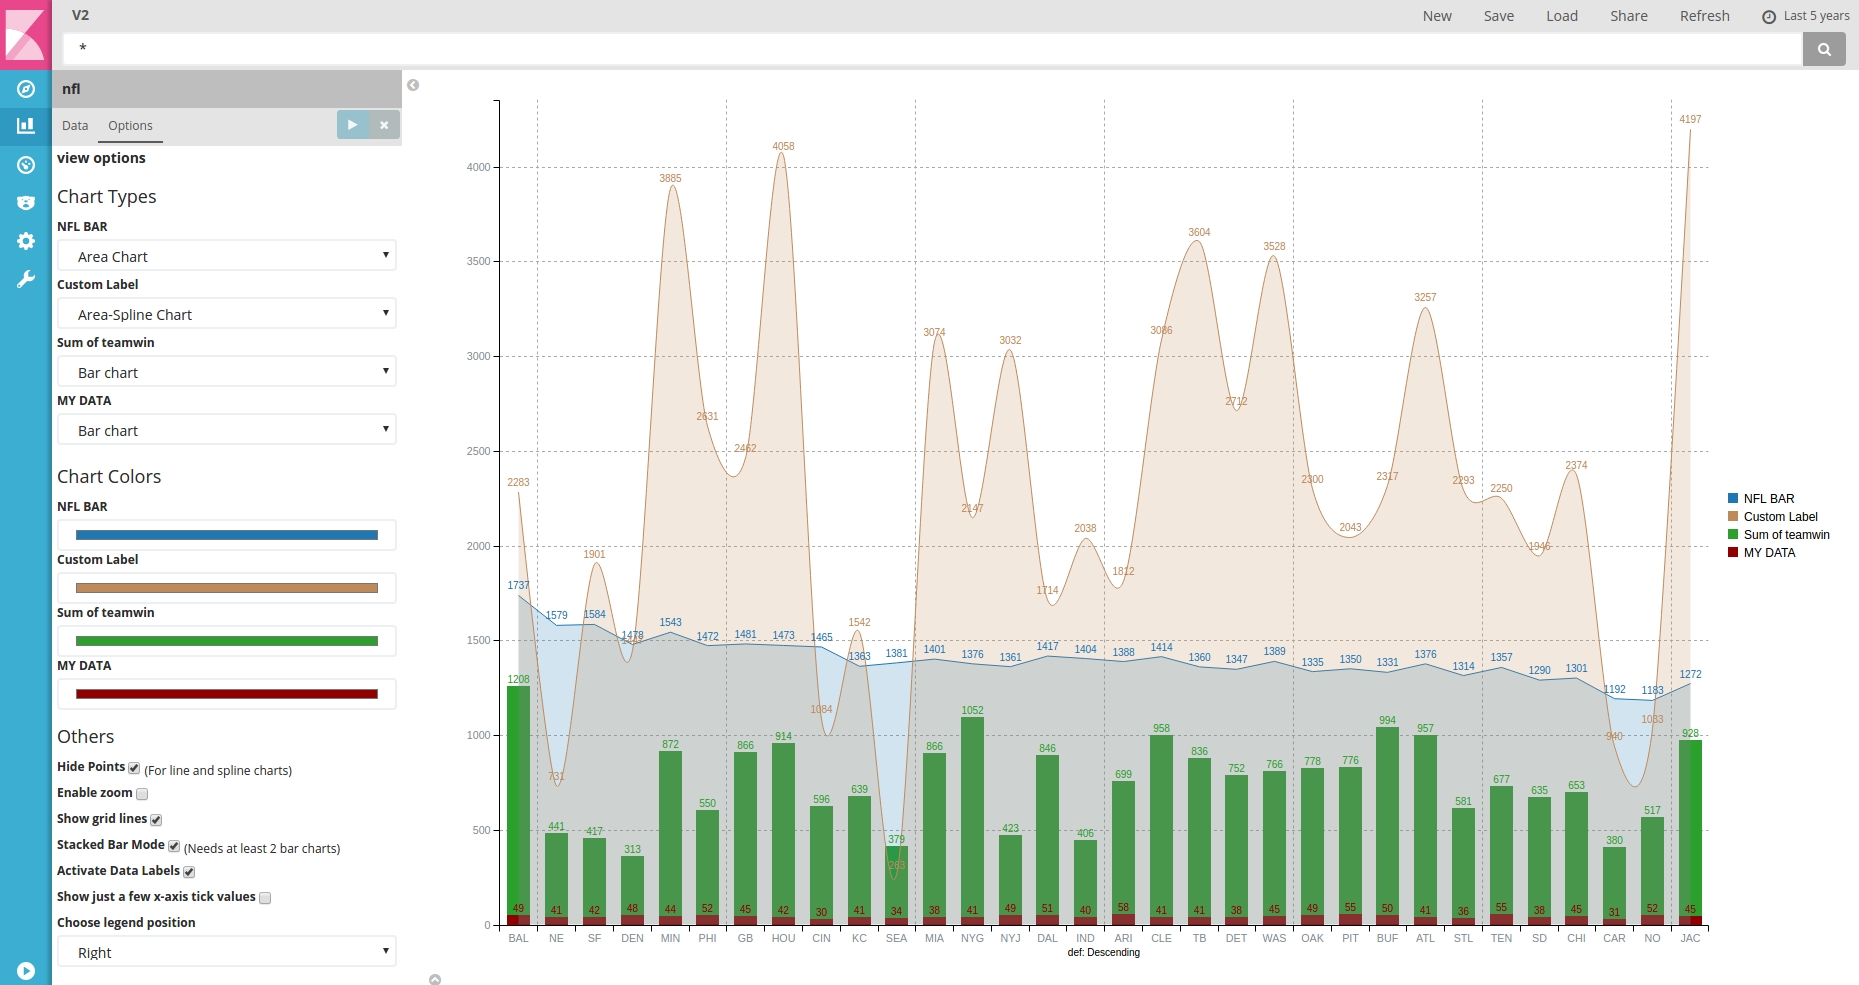 V2
New Save Load Share Refresh Last 5 years
*
nfl
Data Options
view options
Chart Types
NFL BAR
Area Chart
Custom Label
Area-Spline Chart
Sum of teamwin
Bar chart
MY DATA
Bar chart
Chart Colors
NFL BAR
Custom Label
Sum of teamwin
MY DATA
Others
Hide Points (For line and spline charts)
Enable zoom
Show grid lines
Stacked Bar Mode (Needs at least 2 bar charts)
Activate Data Labels
Show just a few x-axis tick values
Choose legend position
Right
4000
3500
3000
2500
2000
1500
1000
500
0
2283 731 1901 3885 2631 2462 4058 1084 1542 263 3074 2147 3032 1714 2038 1812 3086 3604 2712 3528 2300 2043 2317 3257 2293 2250 1946 2374 940 1033 4197
1737 1579 1584 1478 1543 1472 1481 1473 1465 1363 1381 1401 1376 1361 1417 1404 1388 1414 1360 1347 1389 1335 1350 1331 1376 1314 1357 1290 1301 1192 1183 1272
1208 441 417 313 872 550 866 914 596 639 379 866 1052 423 846 406 699 958 836 752 766 778 776 994 957 581 677 635 653 380 517 928
49 41 42 48 44 52 45 42 30 41 34 38 41 49 51 40 58 41 41 38 45 49 55 50 41 36 55 38 45 31 52 45
BAL NE SF DEN MIN PHI GB HOU CIN KC SEA MIA NYG NYJ DAL IND ARI CLE TB DET WAS OAK PIT BUF ATL STL TEN SD CHI CAR NO JAC
def: Descending
NFL BAR
Custom Label
Sum of teamwin
MY DATA